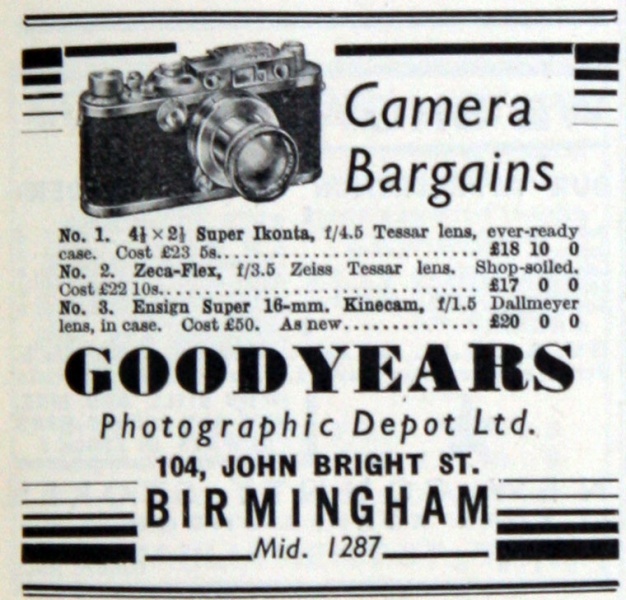 Camera
Bargains
No. 1. 4¼ × 2½ Super Ikonta, f/4.5 Tessar lens, ever-ready
case. Cost £23 5s. .............................. £18 10 0
No. 2. Zeca-Flex, f/3.5 Zeiss Tessar lens. Shop-soiled.
Cost £22 10s. .............................. £17 0 0
No. 3. Ensign Super 16-mm. Kinecam, f/1.5 Dallmeyer
lens, in case. Cost £50. As new ............... £20 0 0
GOODYEARS
Photographic Depot Ltd.
104, JOHN BRIGHT ST.
BIRMINGHAM
Mid. 1287